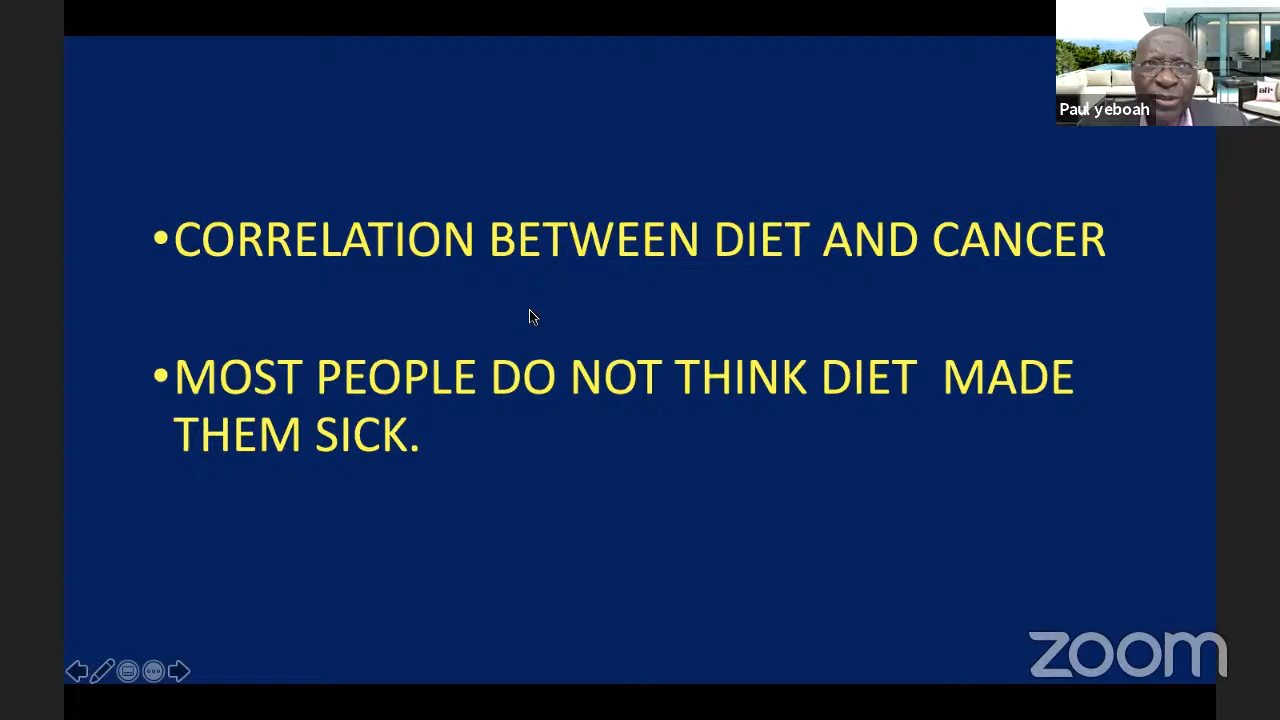 Paul yeboah
•CORRELATION BETWEEN DIET AND CANCER
•MOST PEOPLE DO NOT THINK DIET MADE
THEM SICK.
zoom